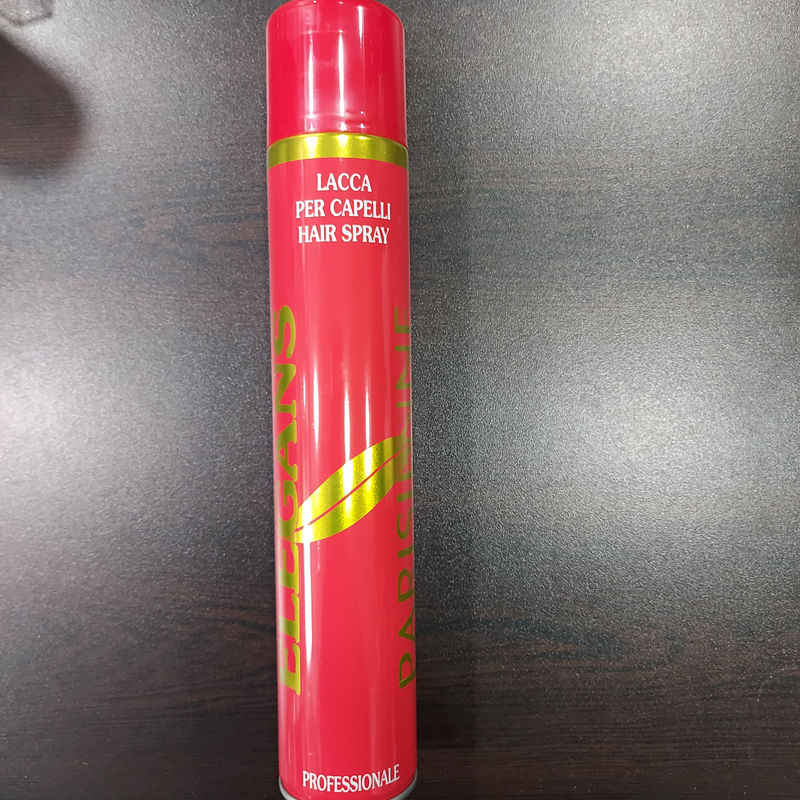 LACCA
PER CAPELLI
HAIR SPRAY
ELEGANS
PROFESSIONALE